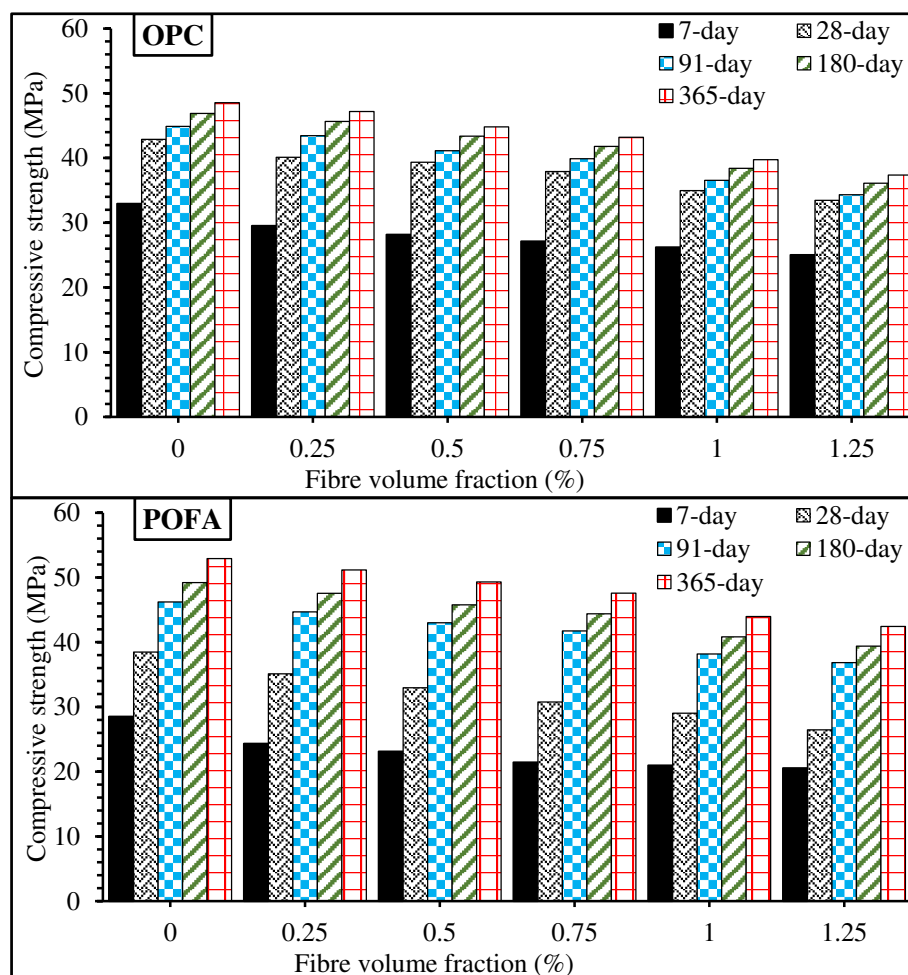 OPC
7-day
28-day
91-day
180-day
365-day
Compressive strength (MPa)
60
50
40
30
20
10
0
0 0.25 0.5 0.75 1 1.25
Fibre volume fraction (%)
POFA
7-day
28-day
91-day
180-day
365-day
Compressive strength (MPa)
60
50
40
30
20
10
0
0 0.25 0.5 0.75 1 1.25
Fibre volume fraction (%)